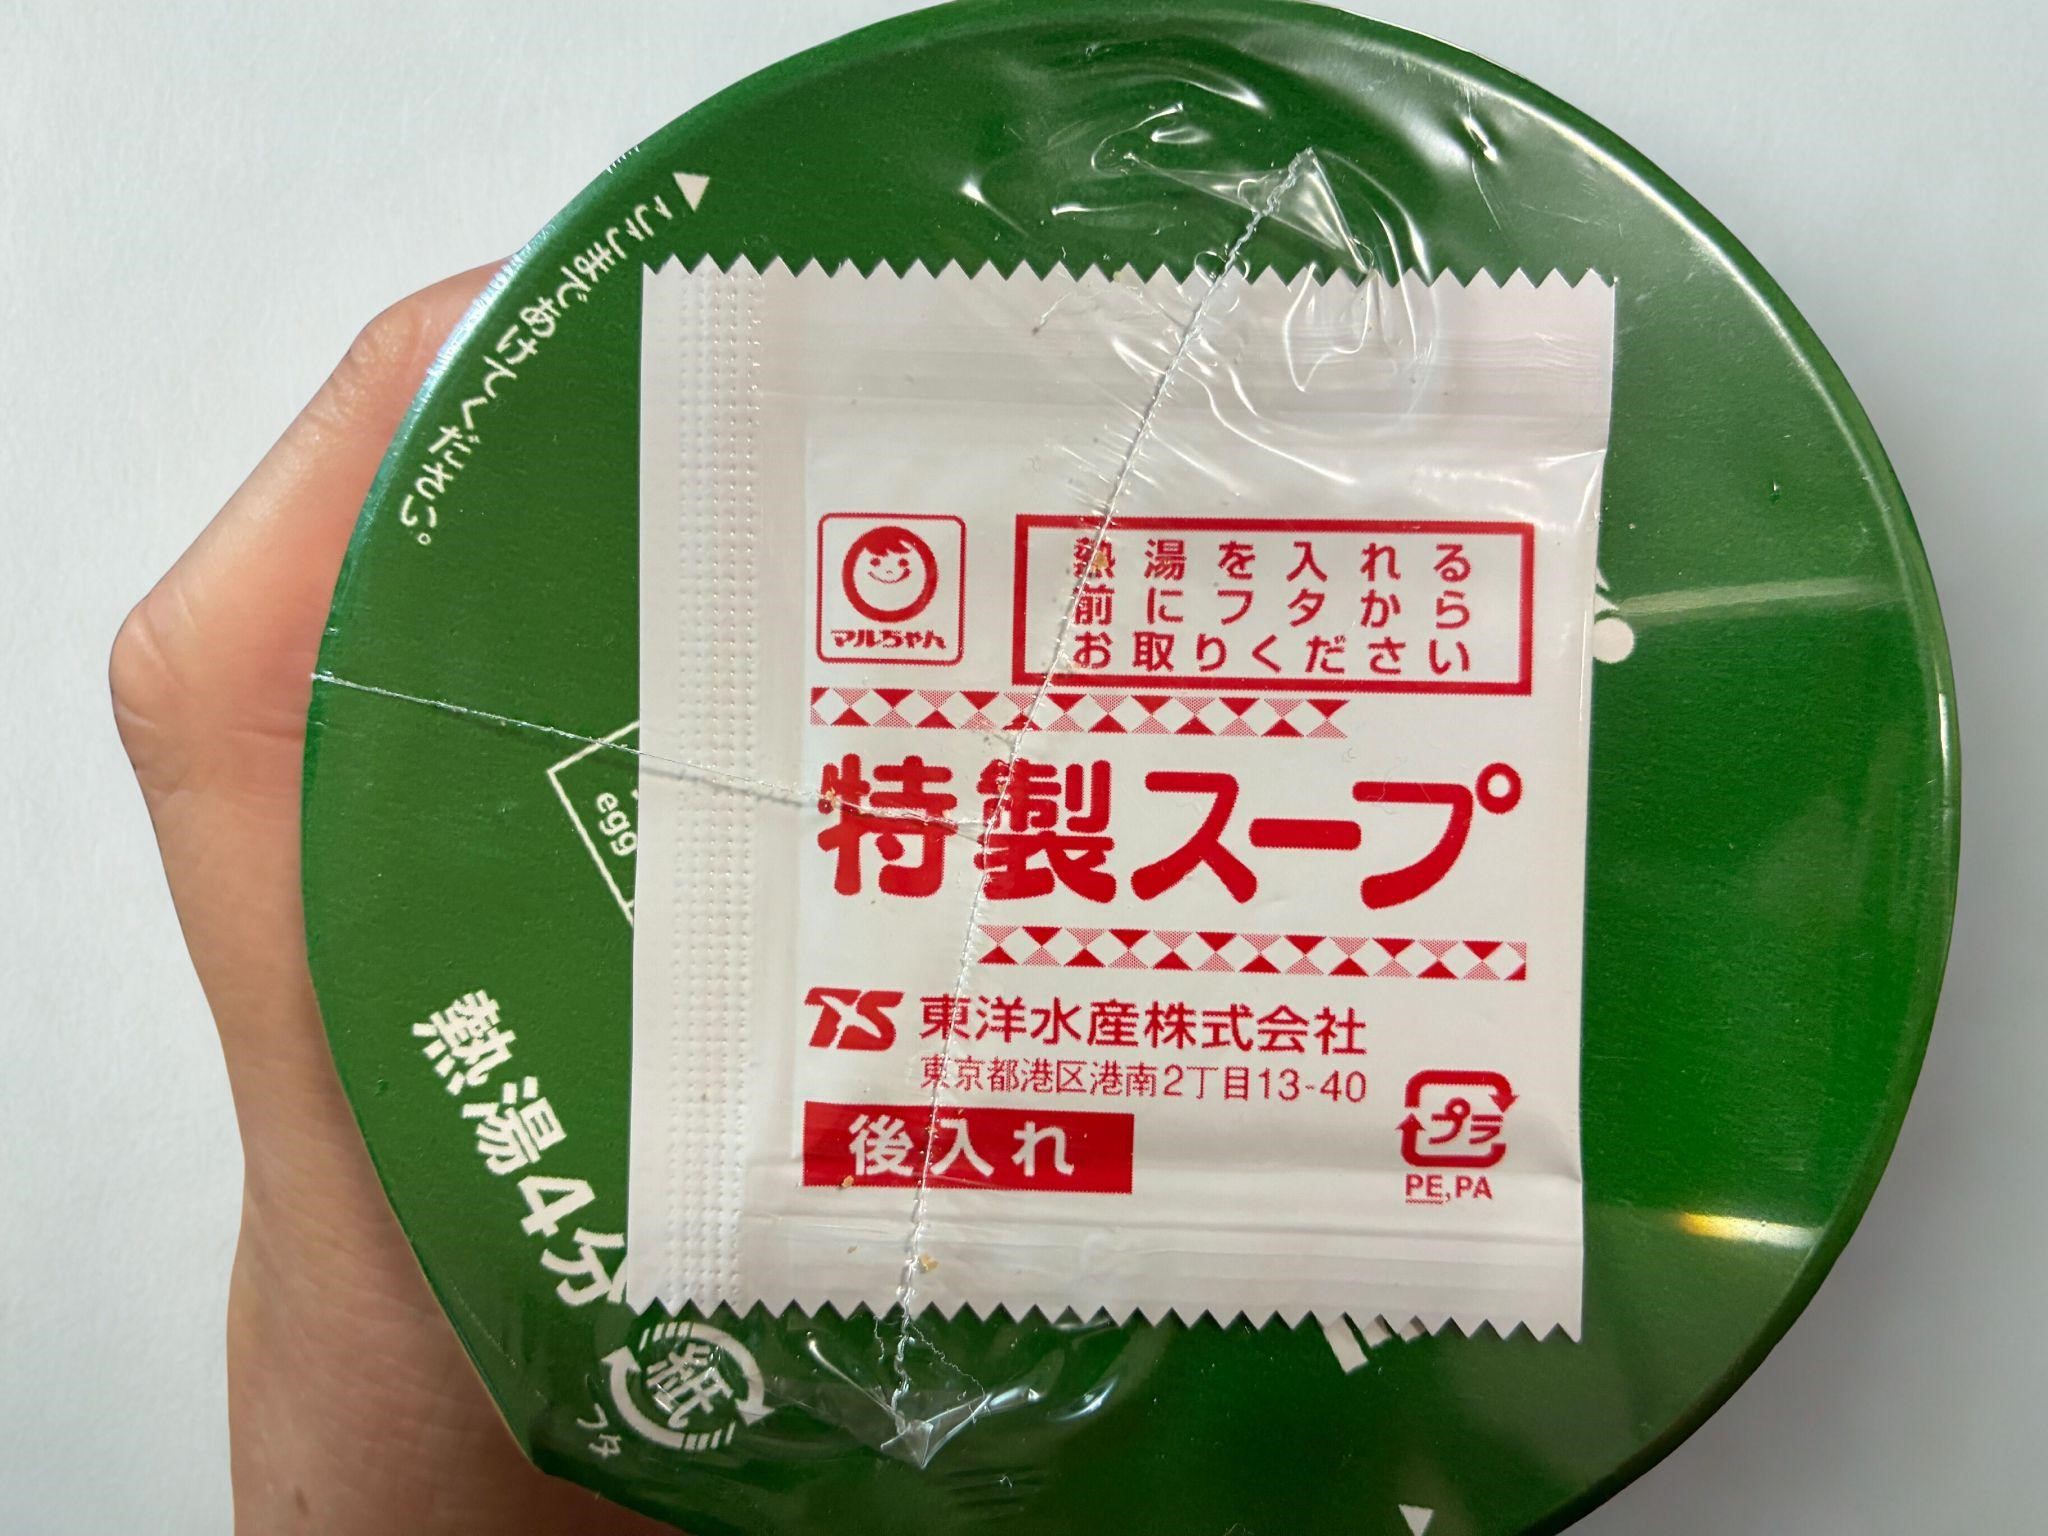 ここまであけてください。
egg
熱湯4分
紙
フタ
マルちゃん
熱湯を入れる
前にフタから
お取りください
特製スープ
TS 東洋水産株式会社
東京都港区港南2丁目13-40
後入れ
プラ
PE,PA